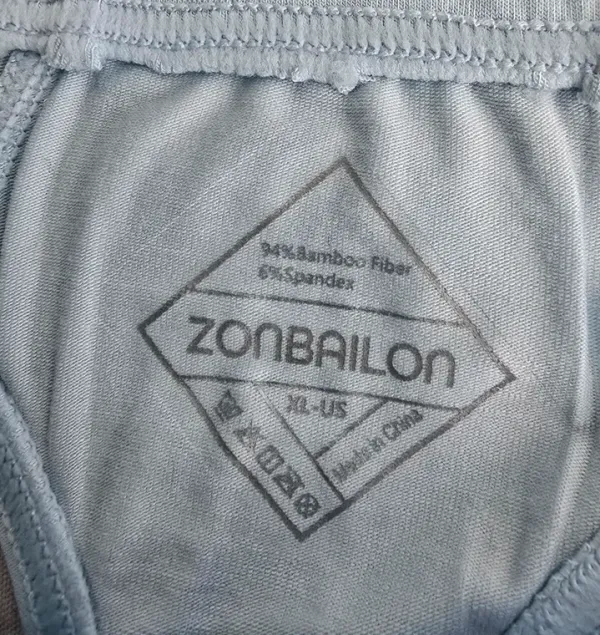 94%Bamboo Fiber
6%Spandex
ZONBAILON
XL-US
Made in China